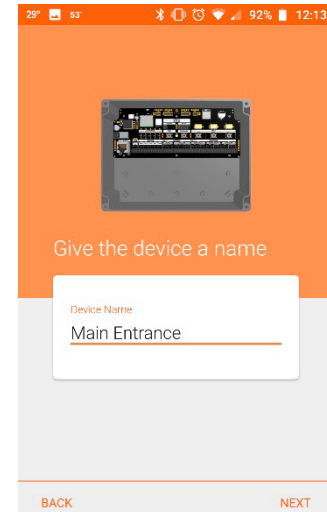 29° 53° 92% 12:13
Give the device a name
Device Name
Main Entrance
BACK NEXT